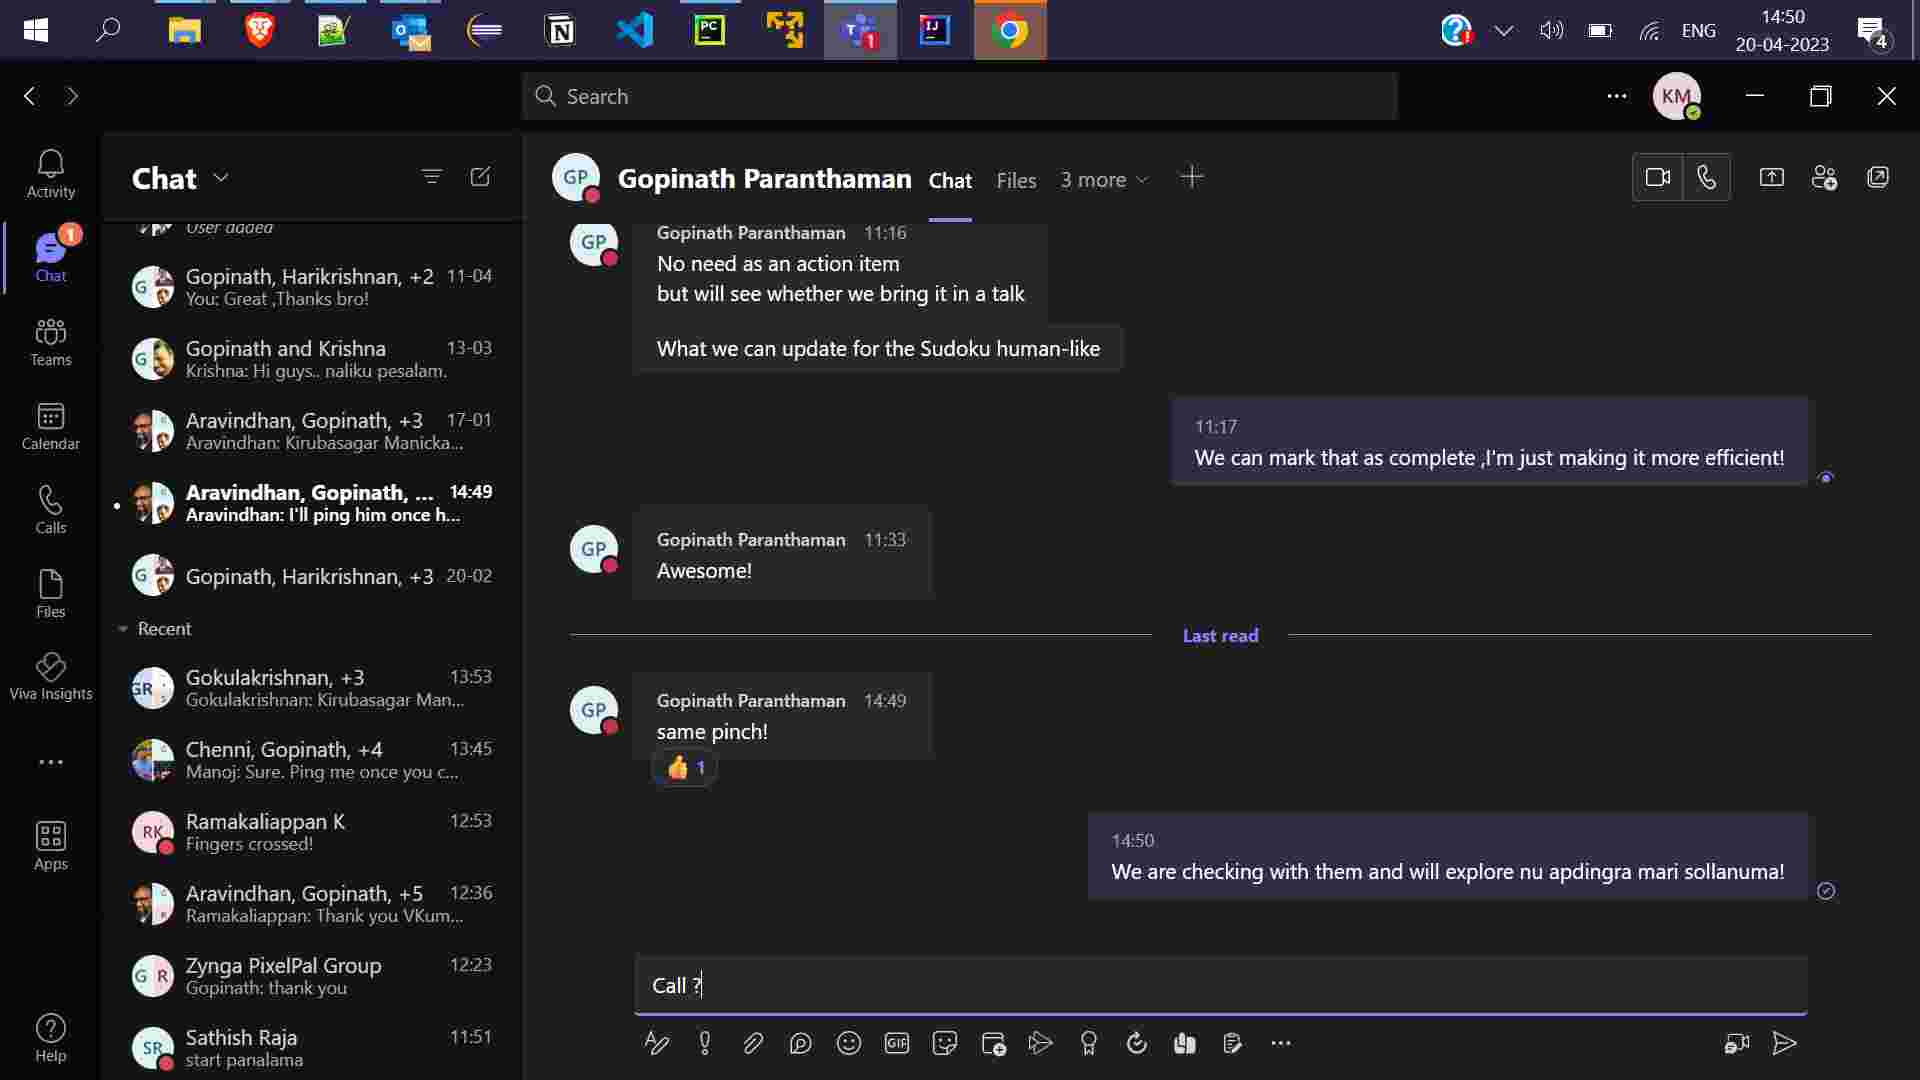 PC
T
1
IJ
ENG
14:50
20-04-2023
4
Search
KM
Activity
1
Chat
Teams
Calendar
Calls
Files
Viva Insights
Apps
Help
Chat
User added
G
Gopinath, Harikrishnan, +2 11-04
You: Great ,Thanks bro!
G
Gopinath and Krishna 13-03
Krishna: Hi guys.. naliku pesalam.
Aravindhan, Gopinath, +3 17-01
Aravindhan: Kirubasagar Manicka...
Aravindhan, Gopinath, ... 14:49
Aravindhan: I'll ping him once h...
G
Gopinath, Harikrishnan, +3 20-02
Recent
GR
Gokulakrishnan, +3 13:53
Gokulakrishnan: Kirubasagar Man...
Chenni, Gopinath, +4 13:45
Manoj: Sure. Ping me once you c...
RK
Ramakaliappan K 12:53
Fingers crossed!
Aravindhan, Gopinath, +5 12:36
Ramakaliappan: Thank you VKum...
G R
Zynga PixelPal Group 12:23
Gopinath: thank you
SR
Sathish Raja 11:51
start panalama
GP
Gopinath Paranthaman Chat Files 3 more
GP
Gopinath Paranthaman 11:16
No need as an action item
but will see whether we bring it in a talk
What we can update for the Sudoku human-like
11:17
We can mark that as complete ,I'm just making it more efficient!
GP
Gopinath Paranthaman 11:33
Awesome!
Last read
GP
Gopinath Paranthaman 14:49
same pinch!
1
14:50
We are checking with them and will explore nu apdingra mari sollanuma!
Call ?
GIF